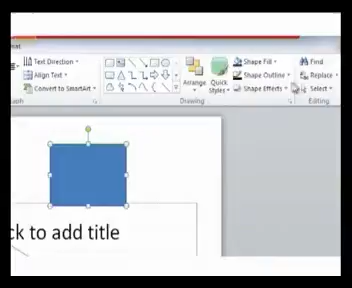 mat
Text Direction
Align Text
Convert to SmartArt
aph
Arrange
Quick
Styles
Shape Fill
Shape Outline
Shape Effects
Drawing
Find
Replace
Select
Editing
ck to add title